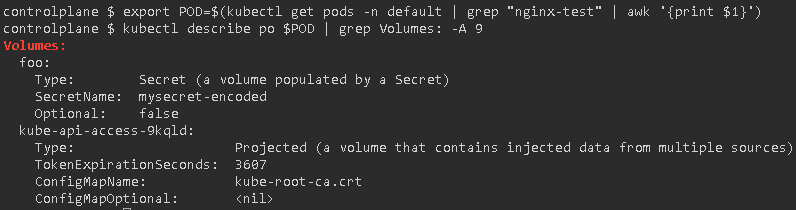 controlplane $ export POD=$(kubectl get pods -n default | grep "nginx-test" | awk '{print $1}')
controlplane $ kubectl describe po $POD | grep Volumes: -A 9
Volumes:
  foo:
    Type:        Secret (a volume populated by a Secret)
    SecretName:  mysecret-encoded
    Optional:    false
  kube-api-access-9kqld:
    Type:                    Projected (a volume that contains injected data from multiple sources)
    TokenExpirationSeconds:  3607
    ConfigMapName:           kube-root-ca.crt
    ConfigMapOptional:       <nil>